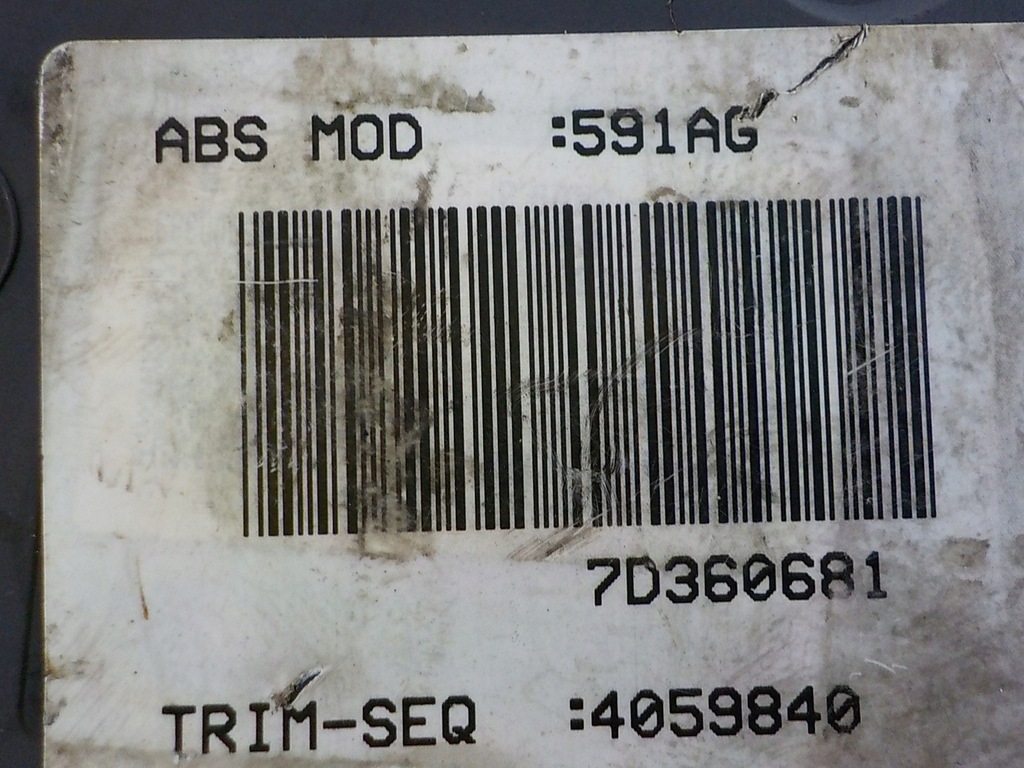 ABS MOD :591AG
7D360681
TRIM-SEQ :4059840